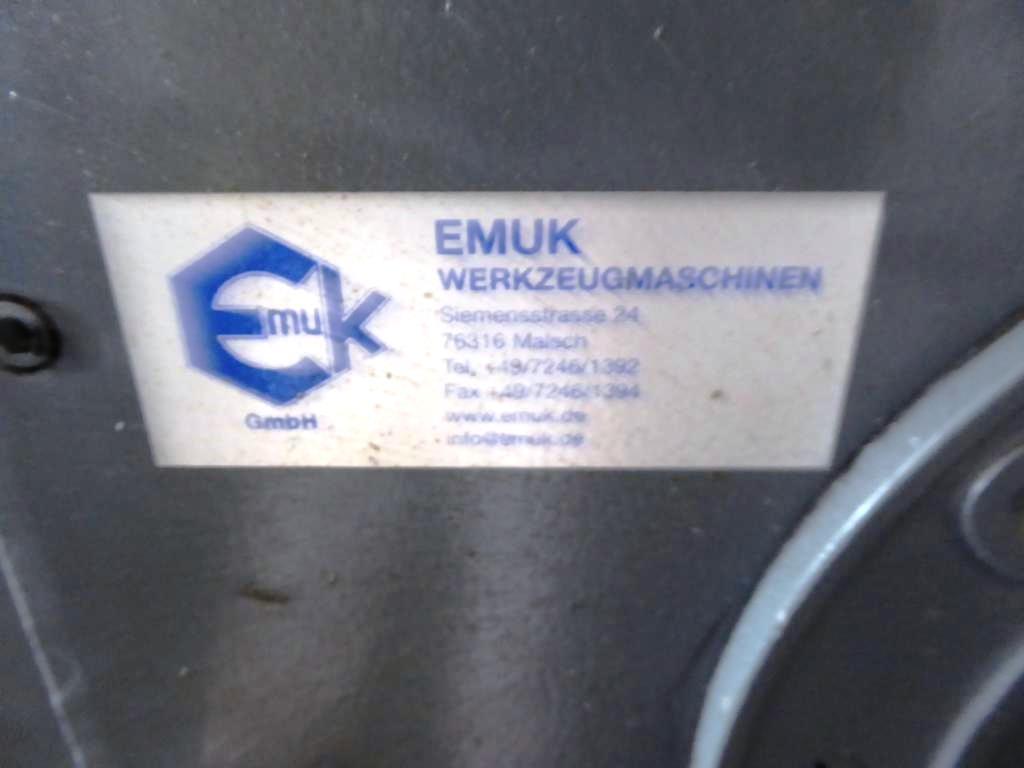 Emuk
GmbH
EMUK
WERKZEUGMASCHINEN
Siemensstrasse 24
76316 Malsch
Tel. +49/7246/1392
Fax +49/7246/1394
www.emuk.de
info@emuk.de